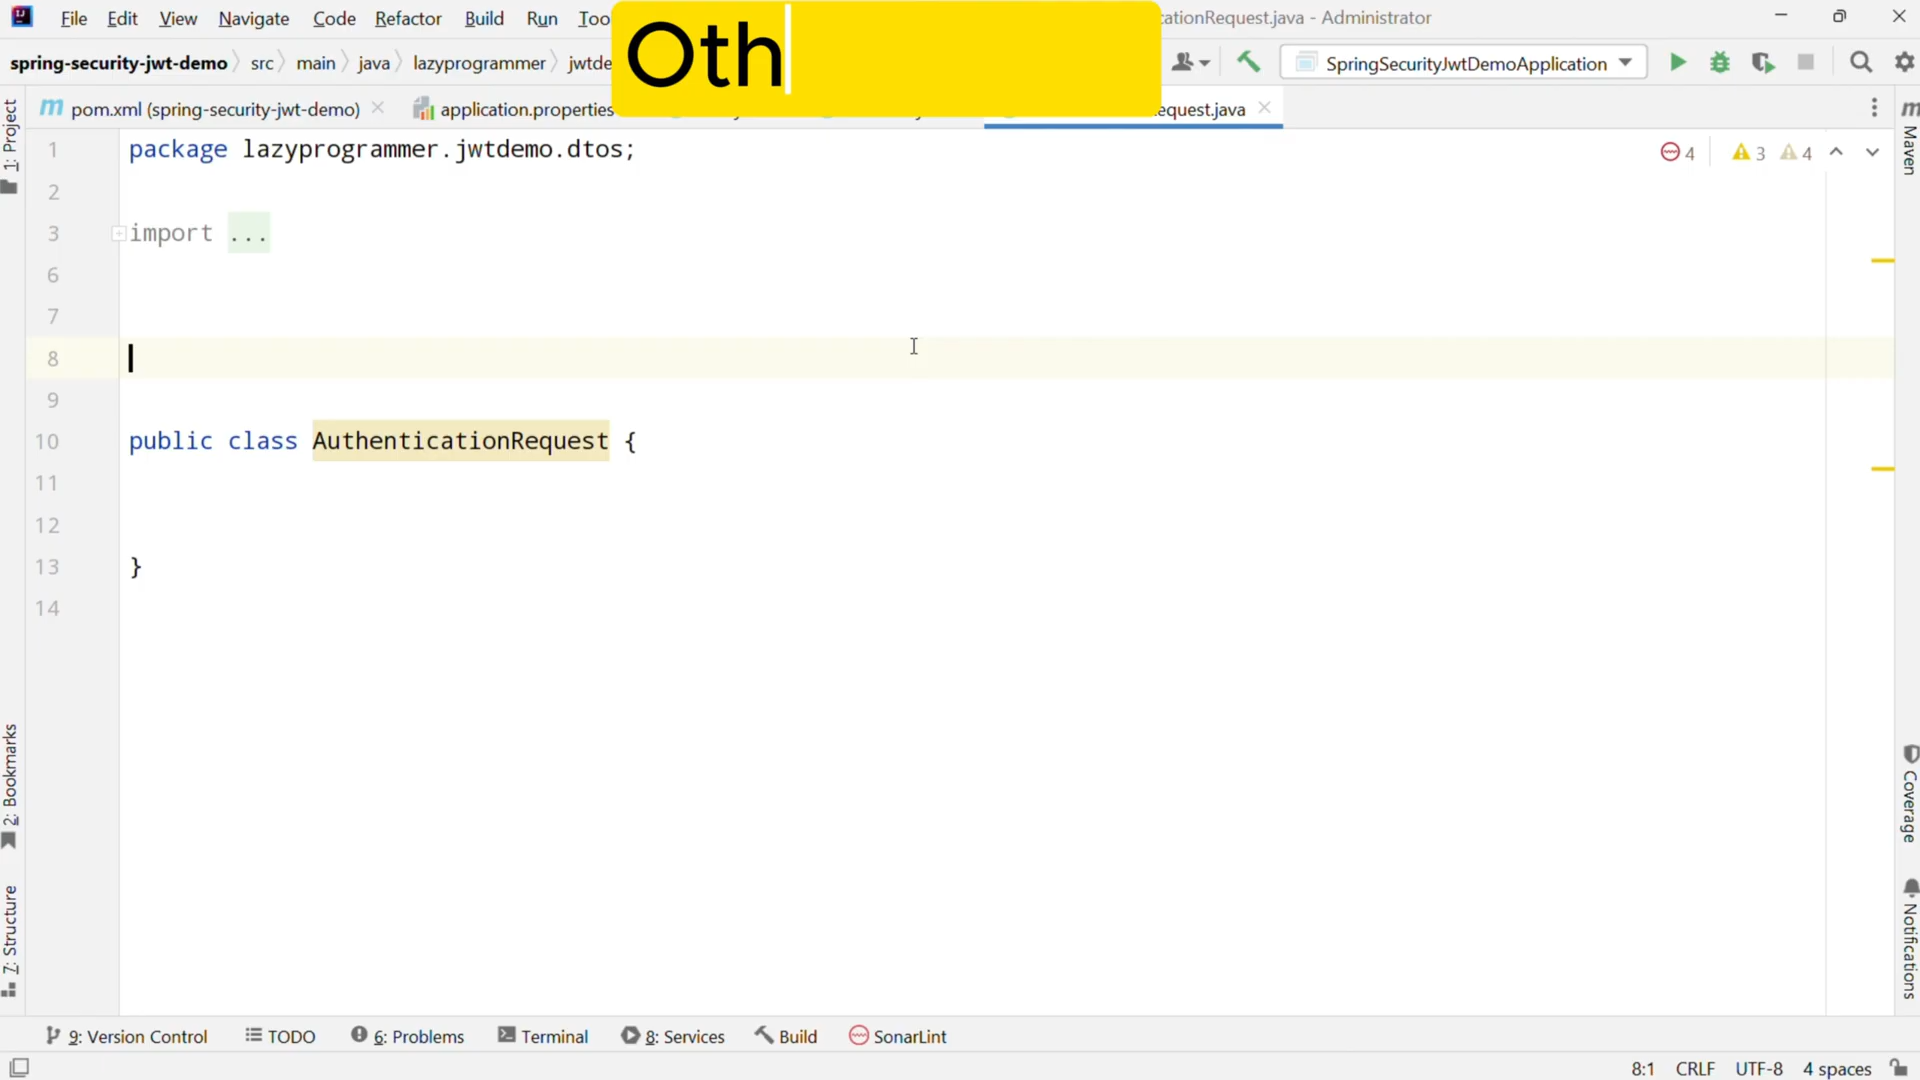 File Edit View Navigate Code Refactor Build Run
Oth
cationRequest.java - Administrator
spring-security-jwt-demo src main java lazyprogrammer
SpringSecurityJwtDemoApplication
pom.xml (spring-security-jwt-demo)
application.properties
equest.java
1: Project
Maven
4 3 4
1 package lazyprogrammer.jwtdemo.dtos;
2
3 import ...
6
7
8
9
10 public class AuthenticationRequest {
11
12
13 }
14
2: Bookmarks
7: Structure
Coverage
Notifications
9: Version Control TODO 6: Problems Terminal 8: Services Build SonarLint
8:1 CRLF UTF-8 4 spaces